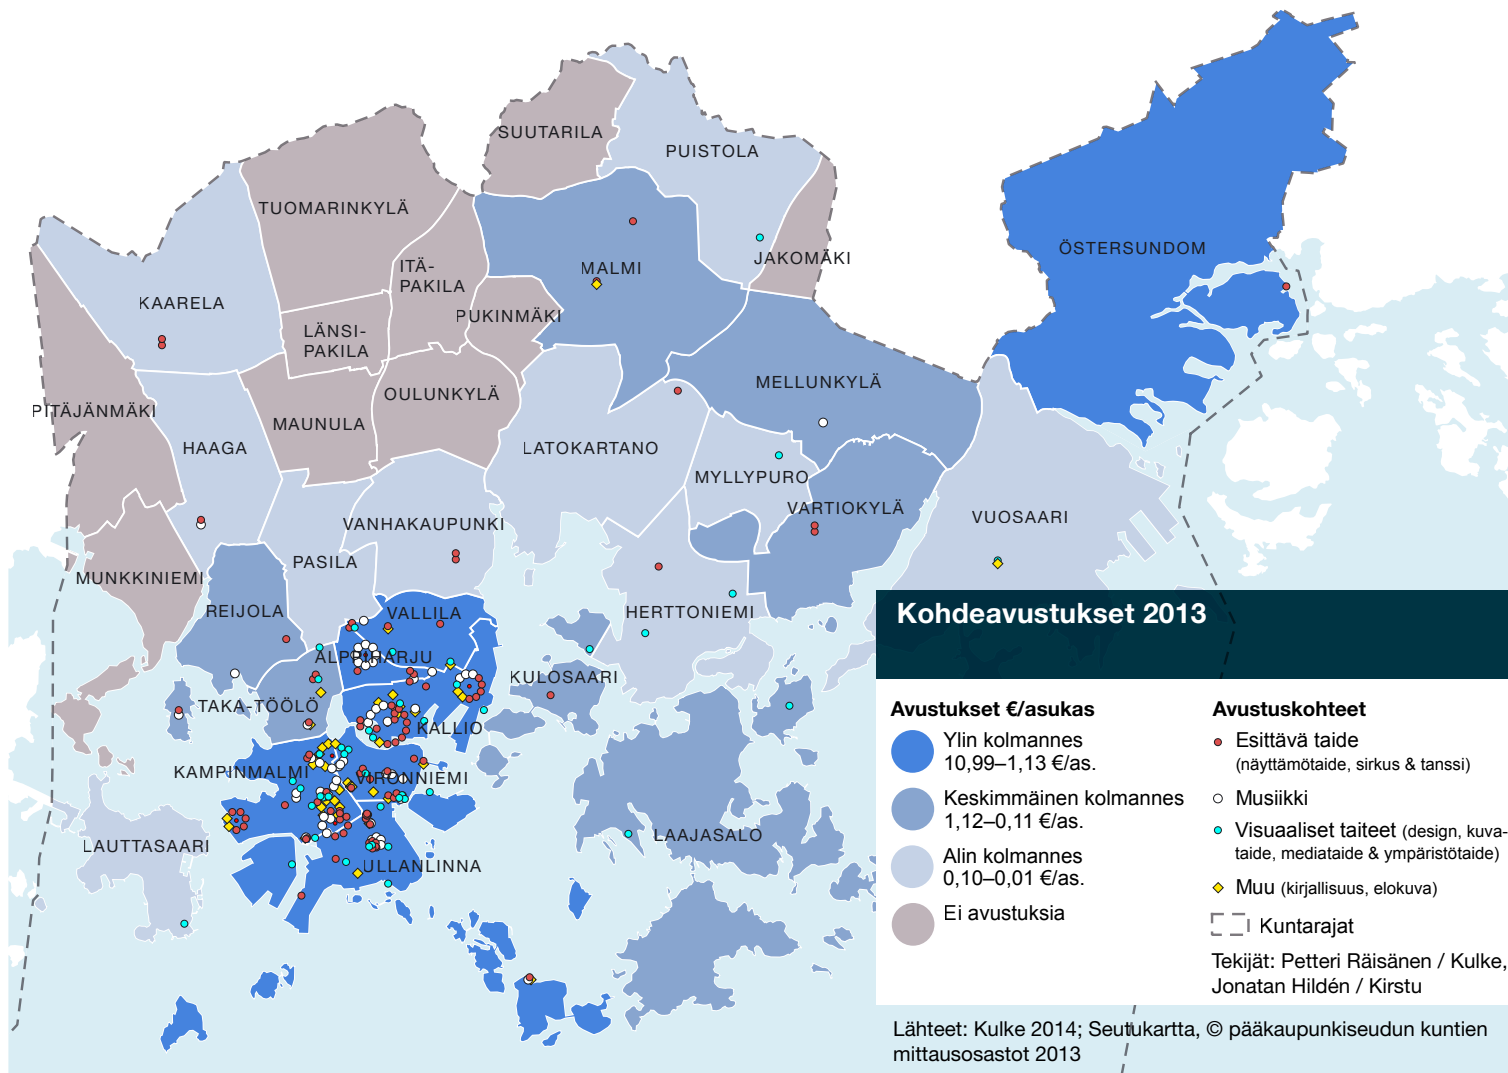 SUUTARILA
PUISTOLA
TUOMARINKYLÄ
ÖSTERSUNDOM
JAKOMÄKI
ITÄ-
PAKILA
MALMI
KAARELA
PUKINMÄKI
LÄNSI-
PAKILA
MELLUNKYLÄ
OULUNKYLÄ
PITÄJÄNMÄKI
MAUNULA
HAAGA
LATOKARTANO
MYLLYPURO
VARTIOKYLÄ
VUOSAARI
VANHAKAUPUNKI
PASILA
MUNKKINIEMI
REIJOLA
VALLILA
HERTTONIEMI
ALPPIHARJU
KULOSAARI
TAKA-TÖÖLÖ
KALLIO
KAMPINMALMI
VIRONNIEMI
LAAJASALO
LAUTTASAARI
ULLANLINNA
Kohdeavustukset 2013
Avustukset €/asukas
Ylin kolmannes
10,99–1,13 €/as.
Keskimmäinen kolmannes
1,12–0,11 €/as.
Alin kolmannes
0,10–0,01 €/as.
Ei avustuksia
Avustuskohteet
Esittävä taide
(näyttämötaide, sirkus & tanssi)
Musiikki
Visuaaliset taiteet (design, kuva-
taide, mediataide & ympäristötaide)
Muu (kirjallisuus, elokuva)
Kuntarajat
Tekijät: Petteri Räisänen / Kulke,
Jonatan Hildén / Kirstu
Lähteet: Kulke 2014; Seutukartta, © pääkaupunkiseudun kuntien
mittausosastot 2013